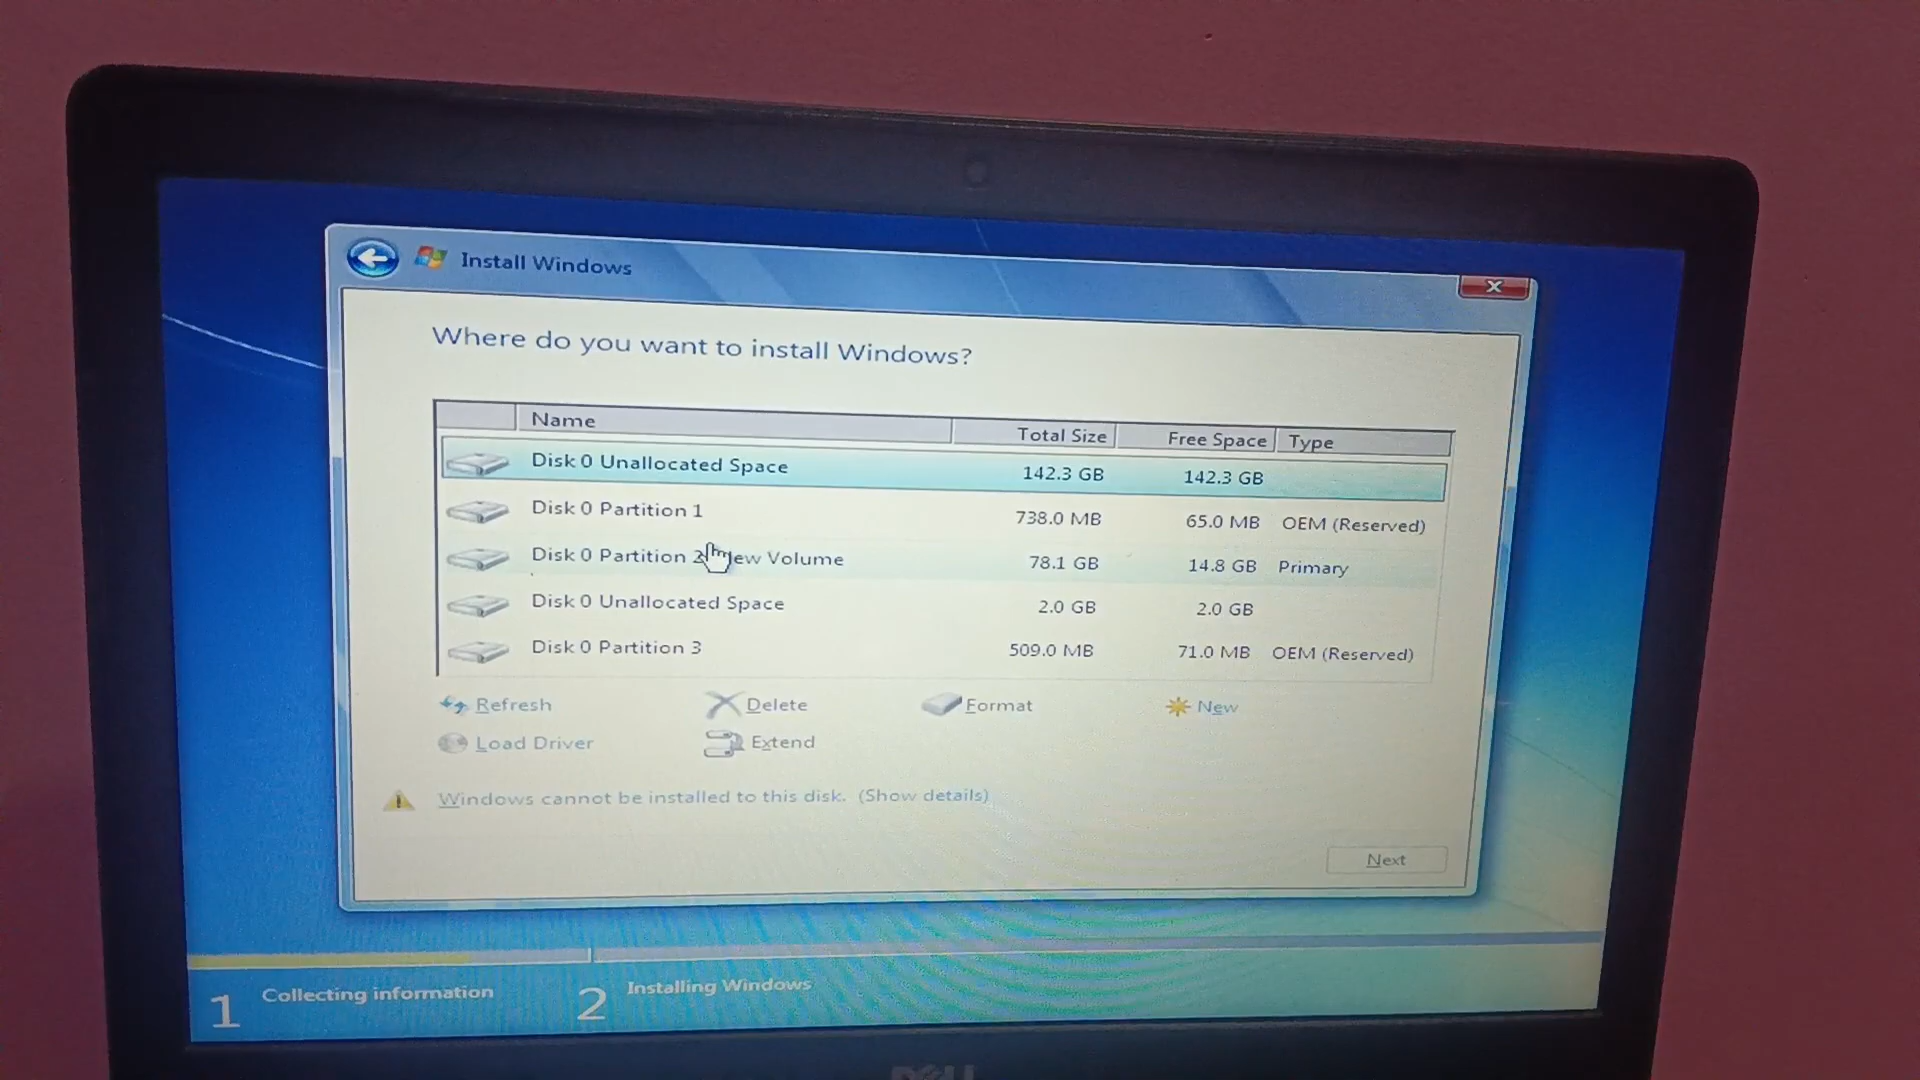 Install Windows
Where do you want to install Windows?
Name Total Size Free Space Type
Disk 0 Unallocated Space 142.3 GB 142.3 GB
Disk 0 Partition 1 738.0 MB 65.0 MB OEM (Reserved)
Disk 0 Partition 2 New Volume 78.1 GB 14.8 GB Primary
Disk 0 Unallocated Space 2.0 GB 2.0 GB
Disk 0 Partition 3 509.0 MB 71.0 MB OEM (Reserved)
Refresh Delete Format New
Load Driver Extend
Windows cannot be installed to this disk. (Show details)
Next
1 Collecting information 2 Installing Windows
DELL